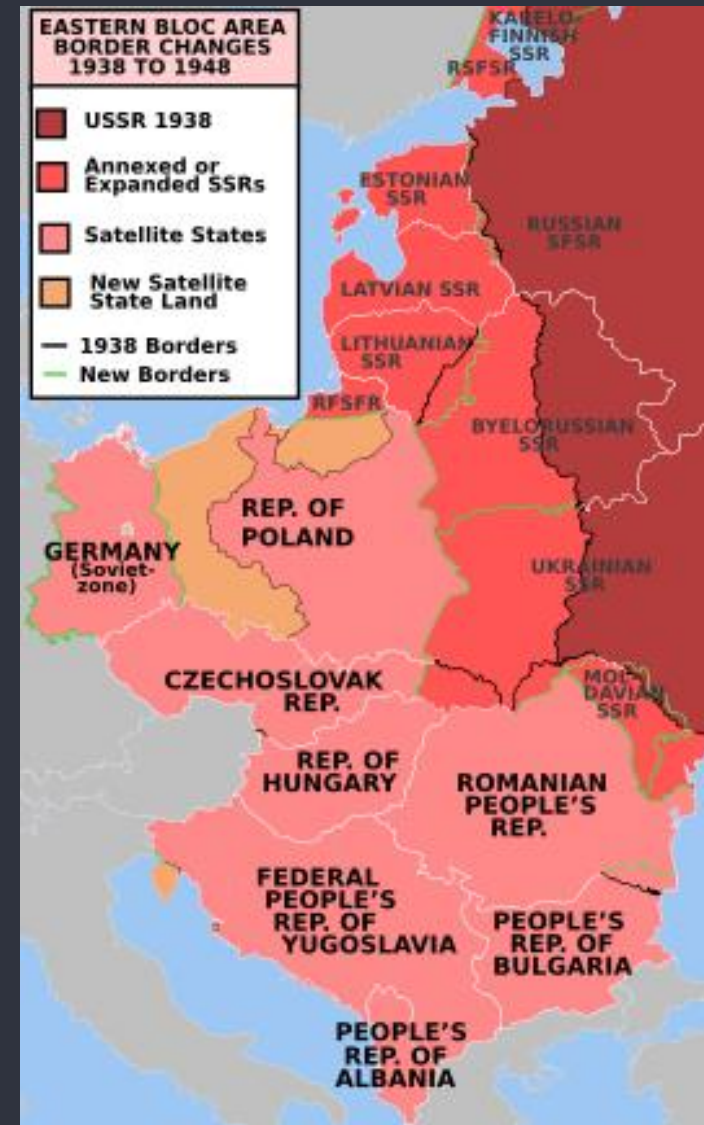 EASTERN BLOC AREA
BORDER CHANGES
1938 TO 1948
USSR 1938
Annexed or
Expanded SSRs
Satellite States
New Satellite
State Land
1938 Borders
New Borders
KARELO-
FINNISH
SSR
RSFSR
ESTONIAN
SSR
RUSSIAN
SFSR
LATVIAN SSR
LITHUANIAN
SSR
RFSFR
BYELORUSSIAN
SSR
REP. OF
POLAND
GERMANY
(Soviet-
zone)
UKRAINIAN
SSR
CZECHOSLOVAK
REP.
MOL-
DAVIAN
SSR
REP. OF
HUNGARY
ROMANIAN
PEOPLE'S
REP.
FEDERAL
PEOPLE'S
REP. OF
YUGOSLAVIA
PEOPLE'S
REP. OF
BULGARIA
PEOPLE'S
REP. OF
ALBANIA